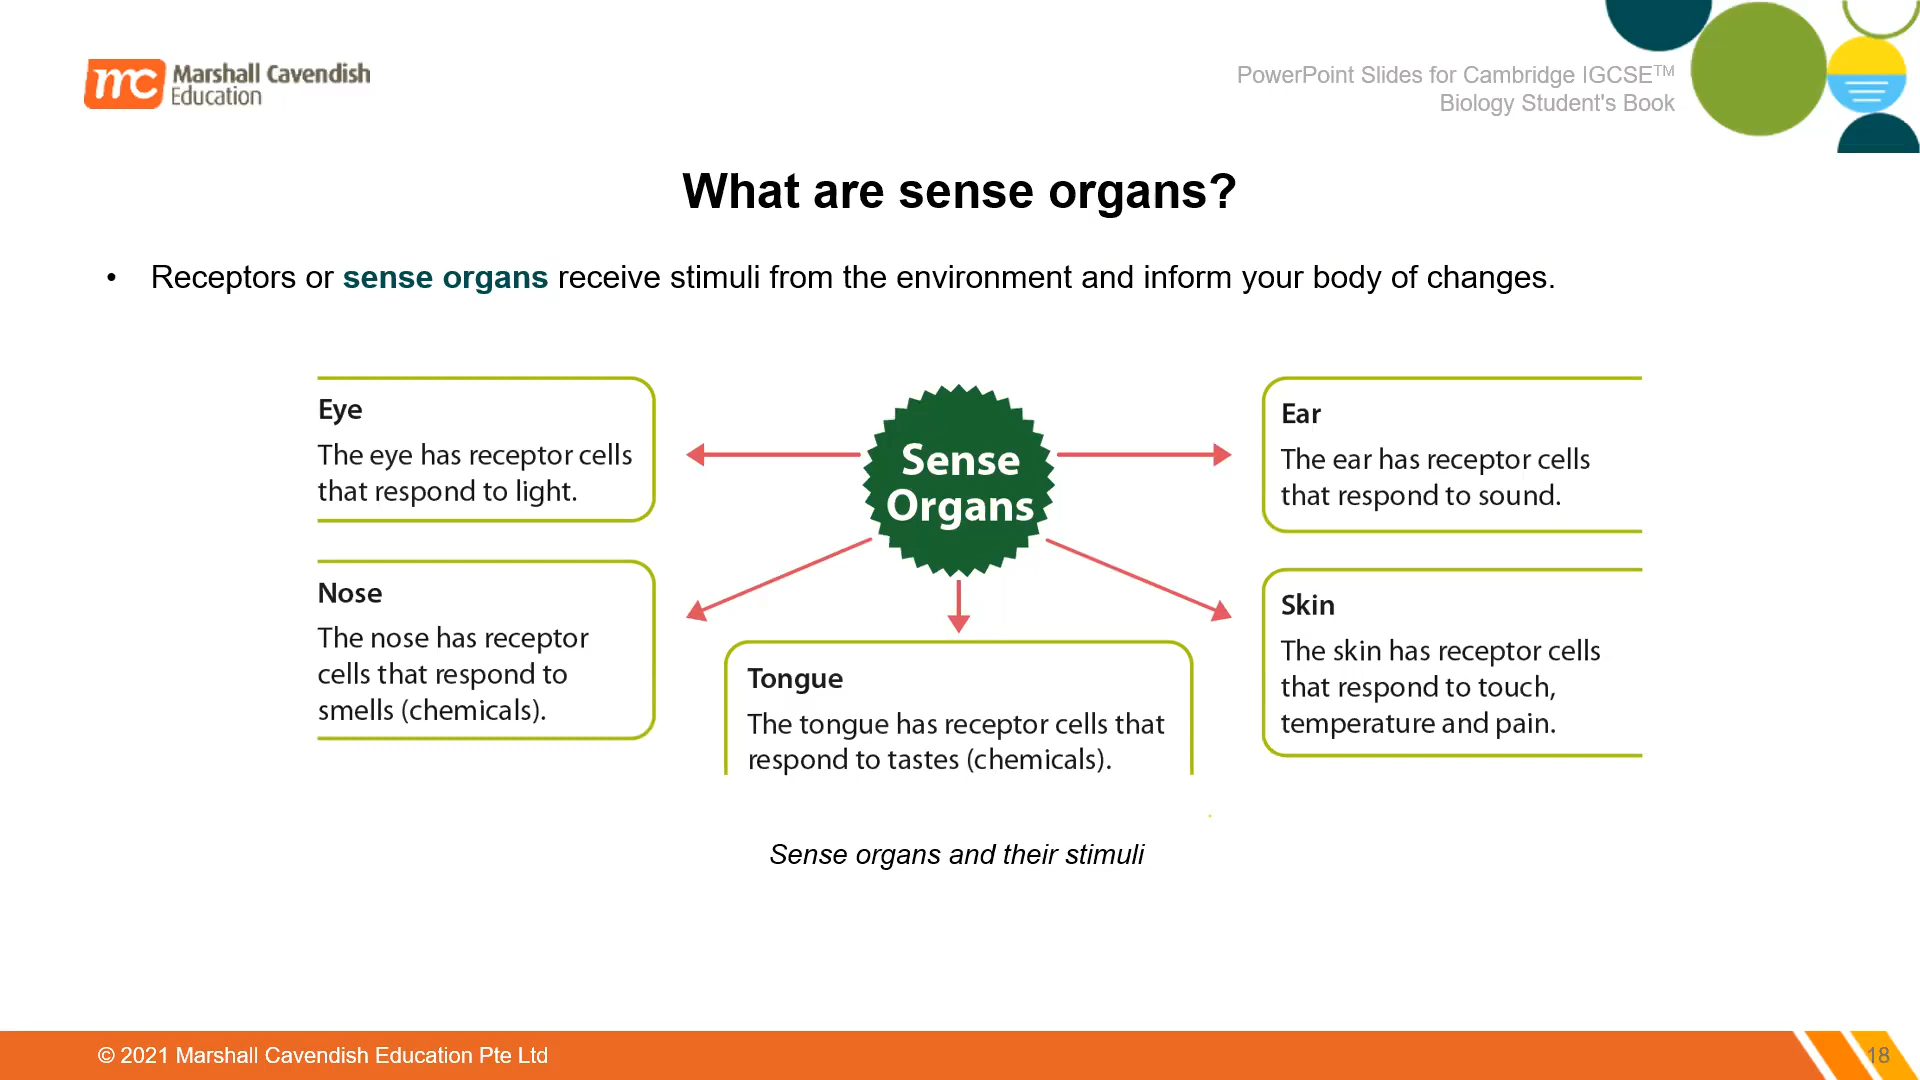 mc Marshall Cavendish
Education
PowerPoint Slides for Cambridge IGCSE™
Biology Student's Book
What are sense organs?
• Receptors or sense organs receive stimuli from the environment and inform your body of changes.
Eye
The eye has receptor cells
that respond to light.
Sense
Organs
Ear
The ear has receptor cells
that respond to sound.
Nose
The nose has receptor
cells that respond to
smells (chemicals).
Tongue
The tongue has receptor cells that
respond to tastes (chemicals).
Skin
The skin has receptor cells
that respond to touch,
temperature and pain.
Sense organs and their stimuli
© 2021 Marshall Cavendish Education Pte Ltd
18